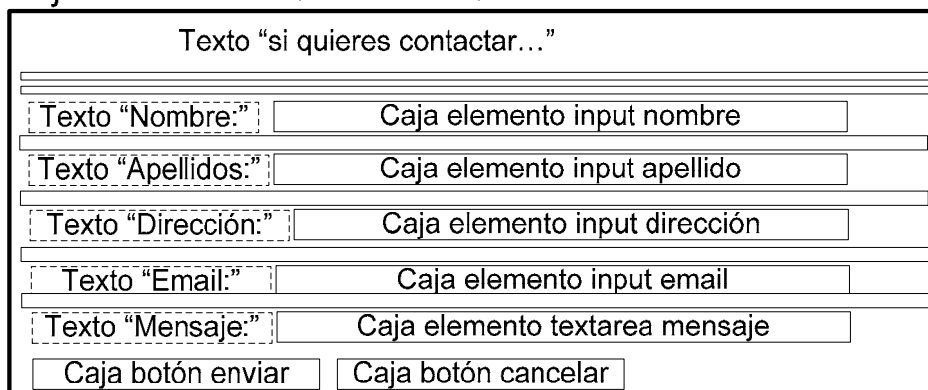 Texto “si quieres contactar…”
Texto “Nombre:” Caja elemento input nombre
Texto “Apellidos:” Caja elemento input apellido
Texto “Dirección:” Caja elemento input dirección
Texto “Email:” Caja elemento input email
Texto “Mensaje:” Caja elemento textarea mensaje
Caja botón enviar Caja botón cancelar